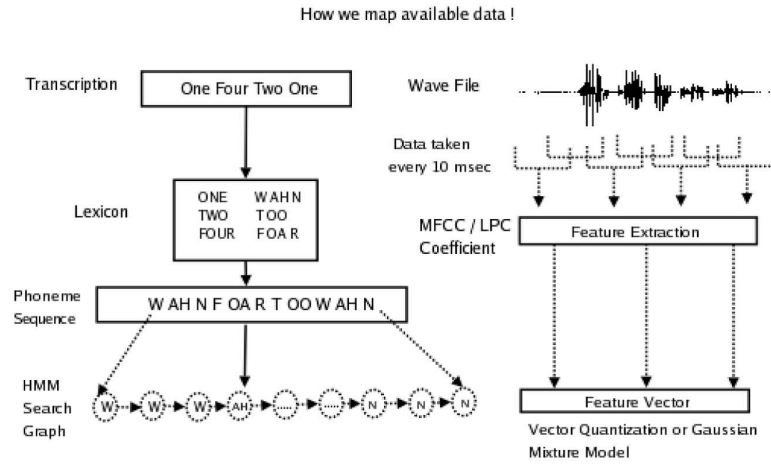 How we map available data !
Transcription
One Four Two One
Lexicon
ONE WAHN
TWO TOO
FOUR FOAR
Phoneme
Sequence
W AH N F OA R T OO W AH N
HMM
Search
Graph
W W W AH .... .... N N N
Wave File
Data taken
every 10 msec
MFCC / LPC
Coefficient
Feature Extraction
Feature Vector
Vector Quantization or Gaussian
Mixture Model